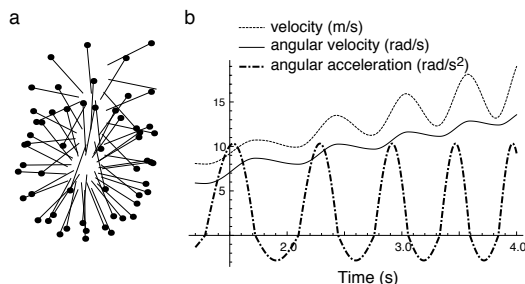 a
b
velocity (m/s)
angular velocity (rad/s)
angular acceleration (rad/s²)
15
10
5
2.0
3.0
4.0
Time (s)